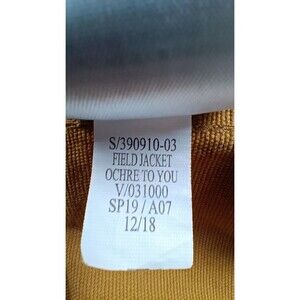 S/390910-03
FIELD JACKET
OCHRE TO YOU
V/031000
SP19 / A07
12/18